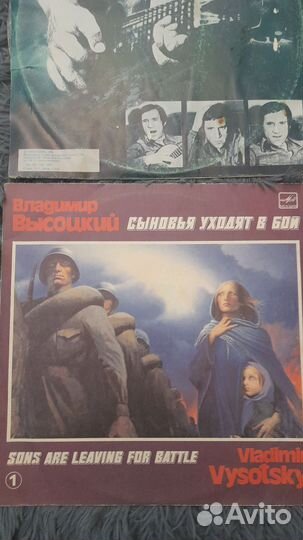 Владимир
Высоцкий
СЫНОВЬЯ УХОДЯТ В БОЙ
SONS ARE LEAVING FOR BATTLE
Vladimir
Vysotsky
1
Avito